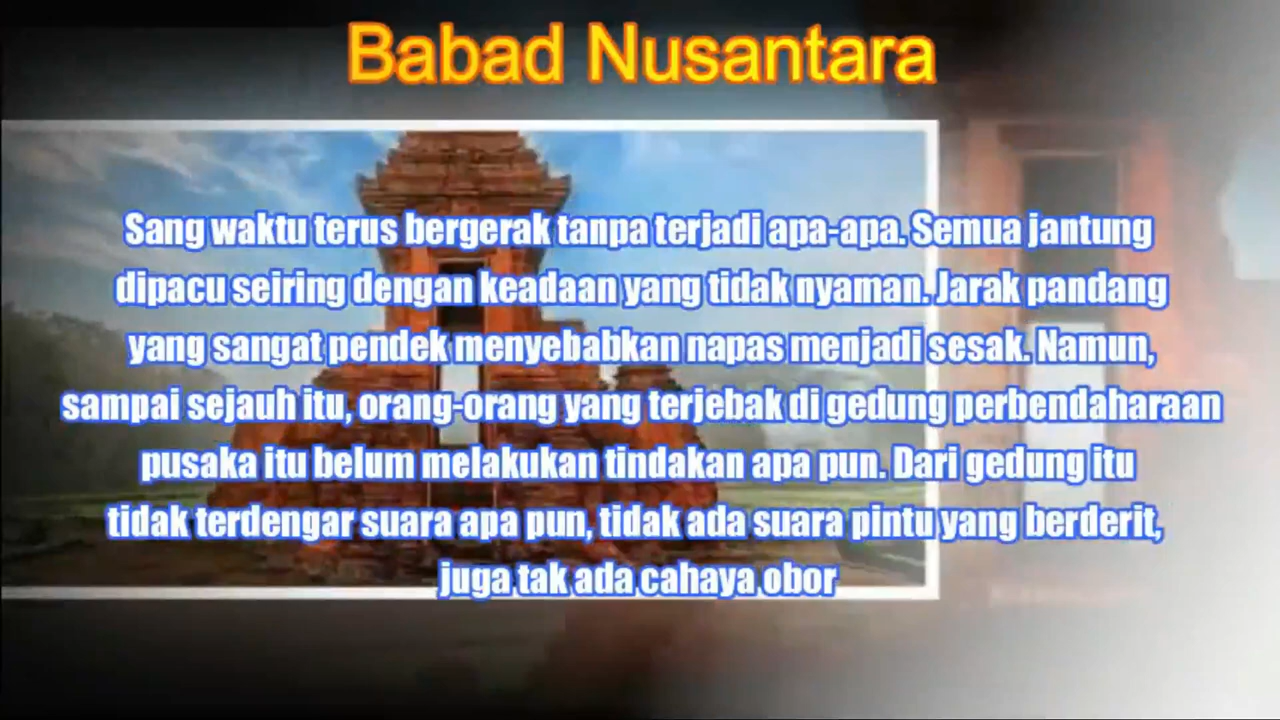 Babad Nusantara
Sang waktu terus bergerak tanpa terjadi apa-apa. Semua jantung
dipacu seiring dengan keadaan yang tidak nyaman. Jarak pandang
yang sangat pendek menyebabkan napas menjadi sesak. Namun,
sampai sejauh itu, orang-orang yang terjebak di gedung perbendaharaan
pusaka itu belum melakukan tindakan apa pun. Dari gedung itu
tidak terdengar suara apa pun, tidak ada suara pintu yang berderit,
juga tak ada cahaya obor